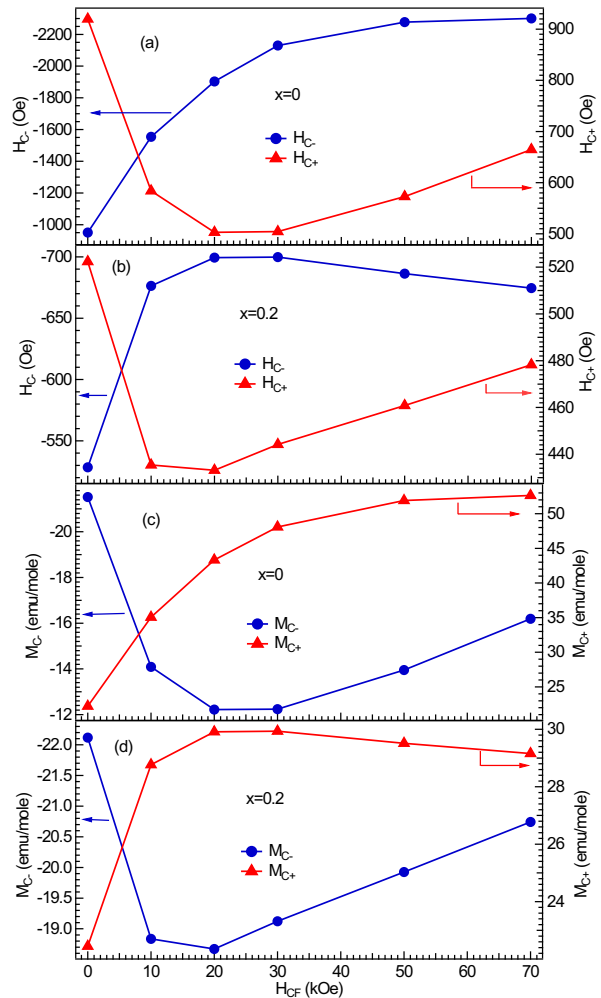 (a)
x=0
H_C-
H_C+
-2200
-2000
-1800
-1600
-1400
-1200
-1000
H_C- (Oe)
900
800
700
600
500
H_C+ (Oe)
(b)
x=0.2
H_C-
H_C+
-700
-650
-600
-550
H_C- (Oe)
520
500
480
460
440
H_C+ (Oe)
(c)
x=0
M_C-
M_C+
-20
-18
-16
-14
-12
M_C- (emu/mole)
50
45
40
35
30
25
M_C+ (emu/mole)
(d)
x=0.2
M_C-
M_C+
-22.0
-21.5
-21.0
-20.5
-20.0
-19.5
-19.0
M_C- (emu/mole)
30
28
26
24
M_C+ (emu/mole)
0 10 20 30 40 50 60 70
H_CF (kOe)